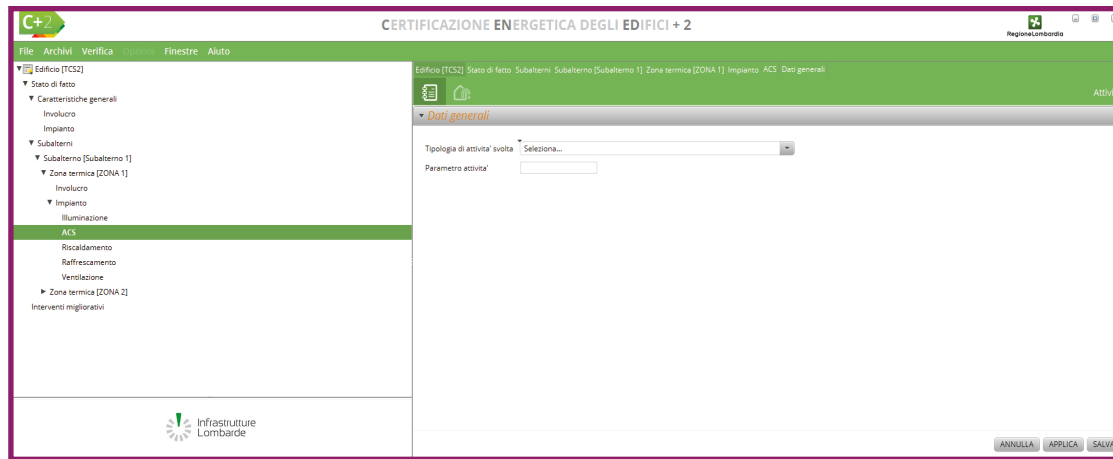 C+2
CERTIFICAZIONE ENERGETICA DEGLI EDIFICI + 2
RegioneLombardia
File Archivi Verifica Opzioni Finestre Aiuto
Edificio [TCS2]
Stato di fatto
Caratteristiche generali
Involucro
Impianto
Subalterni
Subalterno [Subalterno 1]
Zona termica [ZONA 1]
Involucro
Impianto
Illuminazione
ACS
Riscaldamento
Raffrescamento
Ventilazione
Zona termica [ZONA 2]
Interventi migliorativi
Infrastrutture
Lombarde
Edificio [TCS2] Stato di fatto Subalterni Subalterno [Subalterno 1] Zona termica [ZONA 1] Impianto ACS Dati generali
Attivi
Dati generali
Tipologia di attivita' svolta Seleziona...
Parametro attivita'
ANNULLA APPLICA SALVA